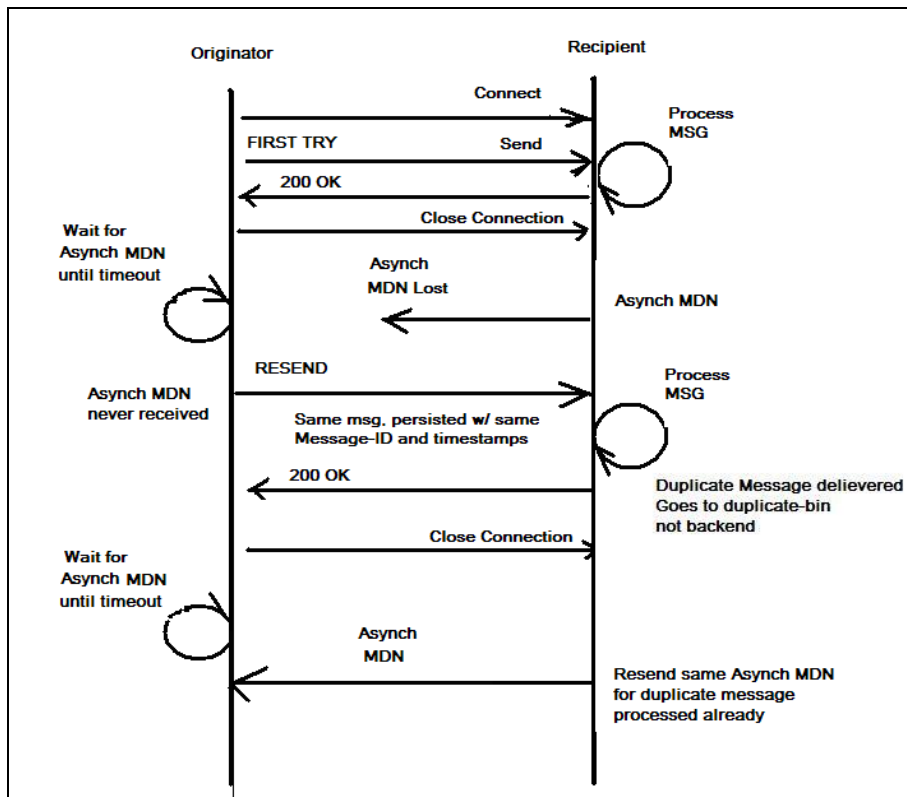 Originator
Recipient
Connect
Process
MSG
FIRST TRY
Send
200 OK
Close Connection
Wait for
Asynch MDN
until timeout
Asynch
MDN Lost
Asynch MDN
RESEND
Process
MSG
Asynch MDN
never received
Same msg, persisted w/ same
Message-ID and timestamps
200 OK
Duplicate Message delievered
Goes to duplicate-bin
not backend
Close Connection
Wait for
Asynch MDN
until timeout
Asynch
MDN
Resend same Asynch MDN
for duplicate message
processed already